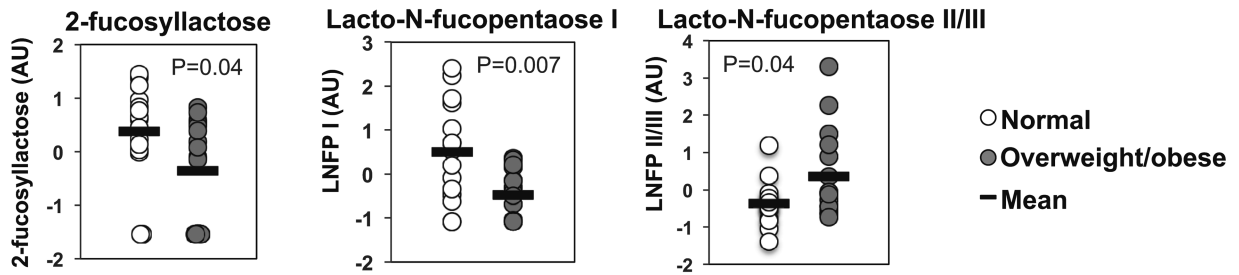 2-fucosyllactose
2-fucosyllactose (AU)
2
1
0
-1
-2
P=0.04
Lacto-N-fucopentaose I
LNFP I (AU)
3
2
1
0
-1
-2
P=0.007
Lacto-N-fucopentaose II/III
LNFP II/III (AU)
4
3
2
1
0
-1
-2
P=0.04
Normal
Overweight/obese
Mean